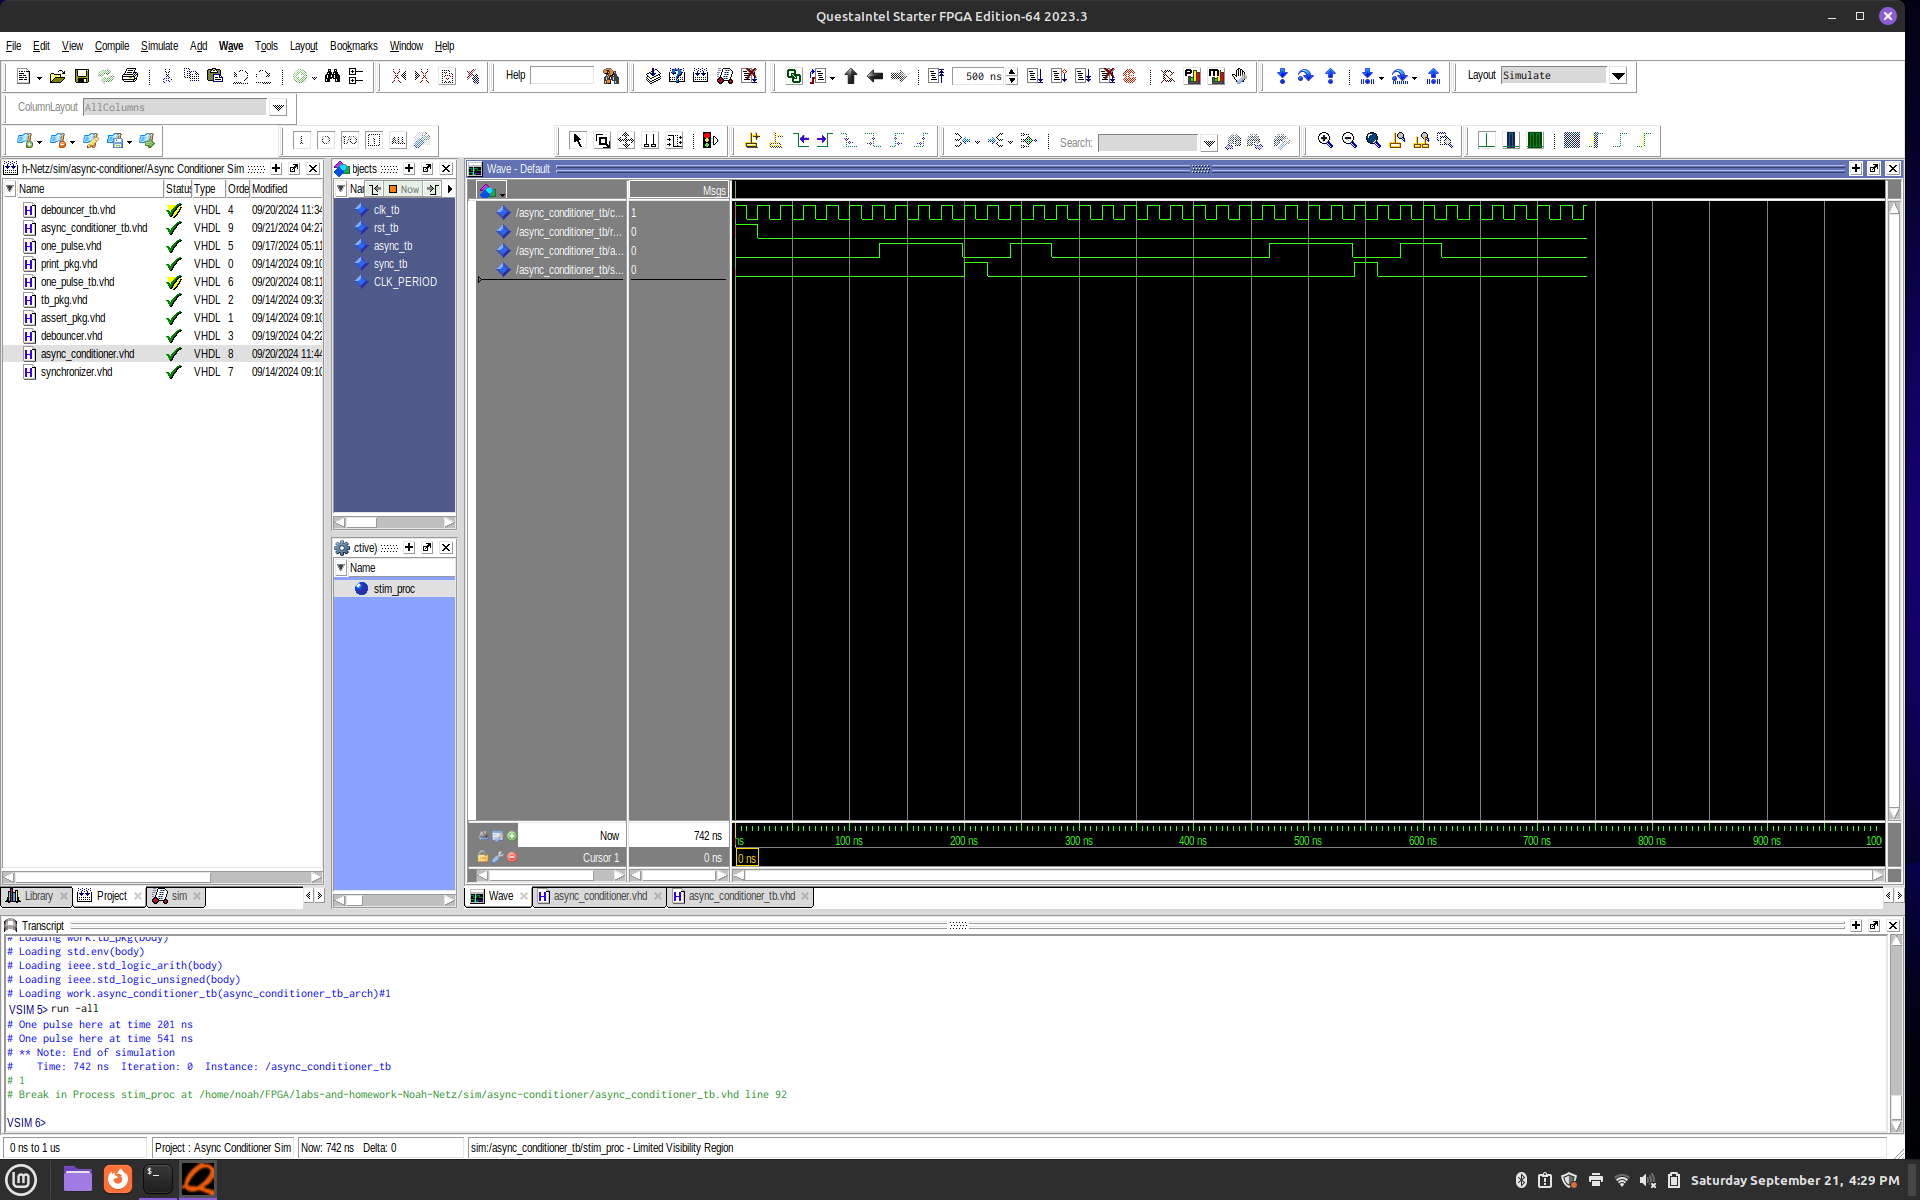 QuestaIntel Starter FPGA Edition-64 2023.3
File Edit View Compile Simulate Add Wave Tools Layout Bookmarks Window Help
Help 500 ns Layout Simulate
ColumnLayout AllColumns
Search:
h-Netz/sim/async-conditioner/Async Conditioner Sim
Name Status Type Orde Modified
debouncer_tb.vhd VHDL 4 09/20/2024 11:34
async_conditioner_tb.vhd VHDL 9 09/21/2024 04:27
one_pulse.vhd VHDL 5 09/17/2024 05:11
print_pkg.vhd VHDL 0 09/14/2024 09:10
one_pulse_tb.vhd VHDL 6 09/20/2024 08:11
tb_pkg.vhd VHDL 2 09/14/2024 09:32
assert_pkg.vhd VHDL 1 09/14/2024 09:10
debouncer.vhd VHDL 3 09/19/2024 04:22
async_conditioner.vhd VHDL 8 09/20/2024 11:44
synchronizer.vhd VHDL 7 09/14/2024 09:10
Library Project sim
bjects
Nar Now
clk_tb
rst_tb
async_tb
sync_tb
CLK_PERIOD
ctive)
Name
stim_proc
Wave - Default
Msgs
/async_conditioner_tb/c... 1
/async_conditioner_tb/r... 0
/async_conditioner_tb/a... 0
/async_conditioner_tb/s... 0
Now 742 ns
Cursor 1 0 ns
ns 100 ns 200 ns 300 ns 400 ns 500 ns 600 ns 700 ns 800 ns 900 ns 100
0 ns
Wave async_conditioner.vhd async_conditioner_tb.vhd
Transcript
# Loading work.tb_pkg(body)
# Loading std.env(body)
# Loading ieee.std_logic_arith(body)
# Loading ieee.std_logic_unsigned(body)
# Loading work.async_conditioner_tb(async_conditioner_tb_arch)#1
VSIM 5> run -all
# One pulse here at time 201 ns
# One pulse here at time 541 ns
# ** Note: End of simulation
# Time: 742 ns Iteration: 0 Instance: /async_conditioner_tb
# 1
# Break in Process stim_proc at /home/noah/FPGA/labs-and-homework-Noah-Netz/sim/async-conditioner/async_conditioner_tb.vhd line 92
VSIM 6>
0 ns to 1 us Project : Async Conditioner Sim Now: 742 ns Delta: 0 sim:/async_conditioner_tb/stim_proc - Limited Visibility Region
Saturday September 21, 4:29 PM